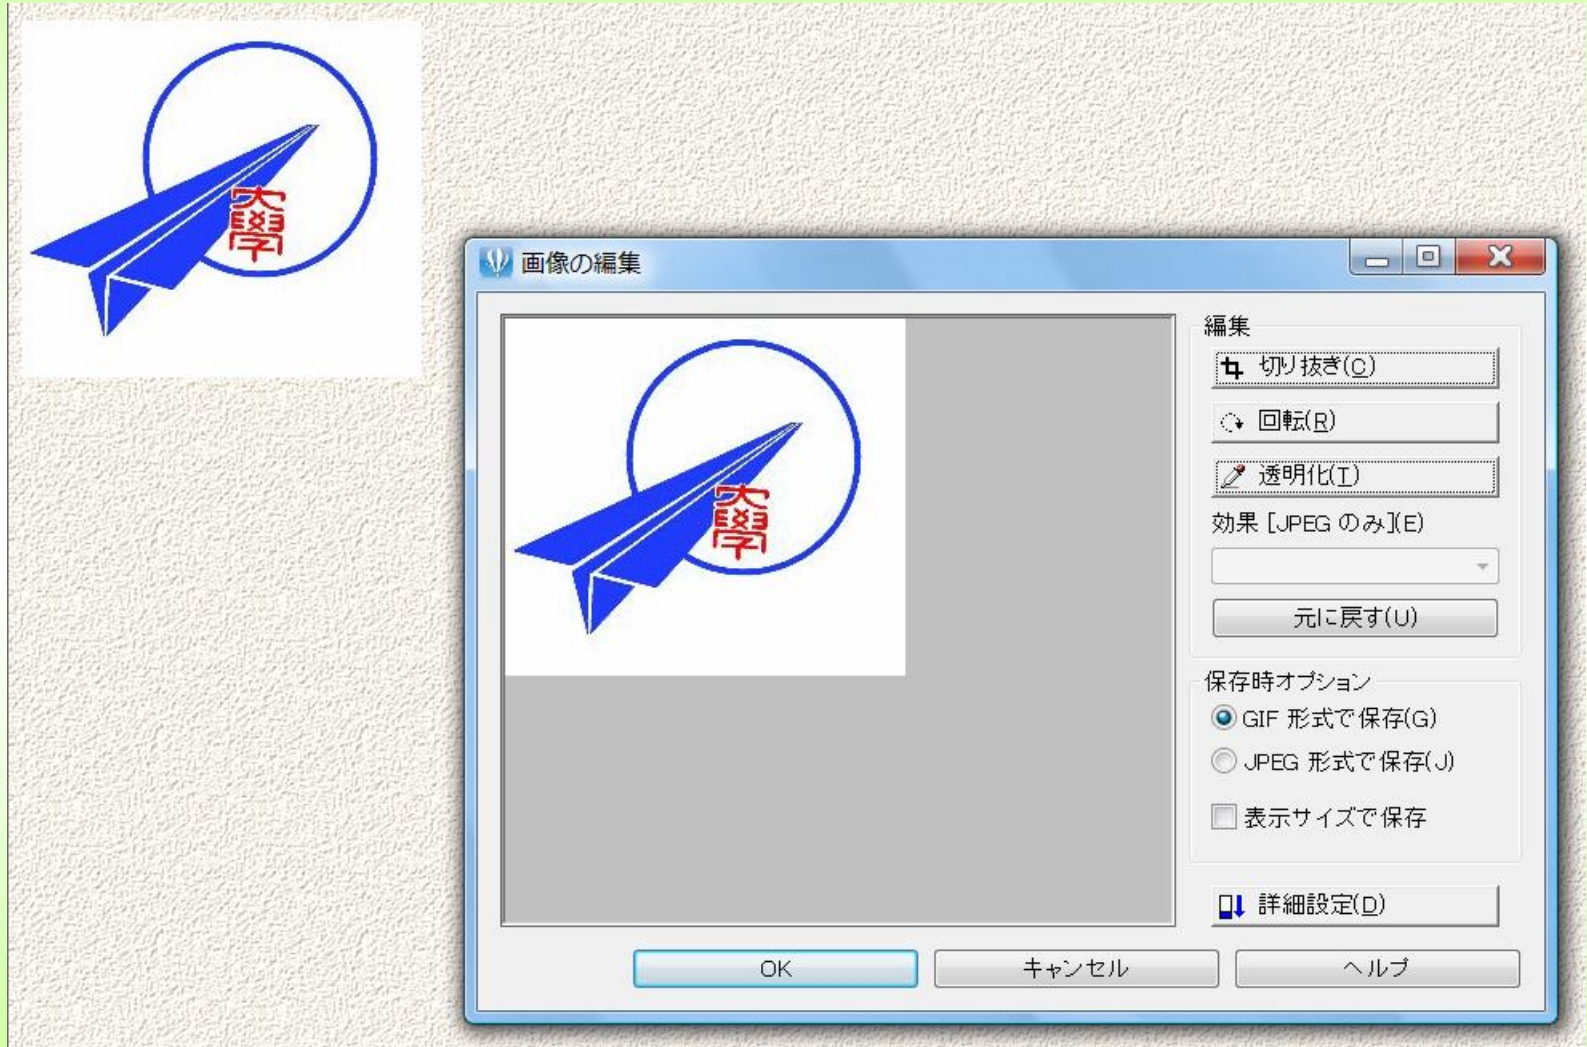 大學
画像の編集
大學
編集
切り抜き(C)
回転(R)
透明化(T)
効果 [JPEG のみ](E)
元に戻す(U)
保存時オプション
GIF 形式で保存(G)
JPEG 形式で保存(J)
表示サイズで保存
詳細設定(D)
OK
キャンセル
ヘルプ